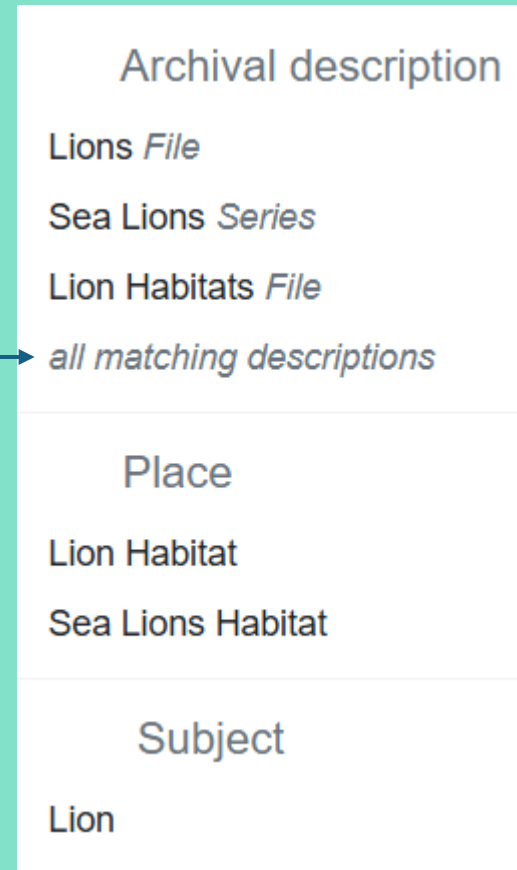 Archival description
Lions File
Sea Lions Series
Lion Habitats File
all matching descriptions
Place
Lion Habitat
Sea Lions Habitat
Subject
Lion